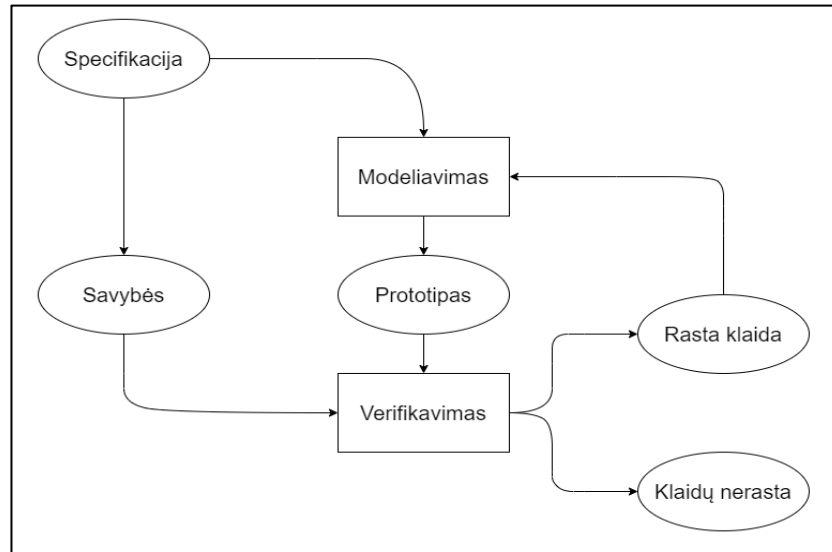 Specifikacija
Modeliavimas
Savybės
Prototipas
Rasta klaida
Verifikavimas
Klaidų nerasta